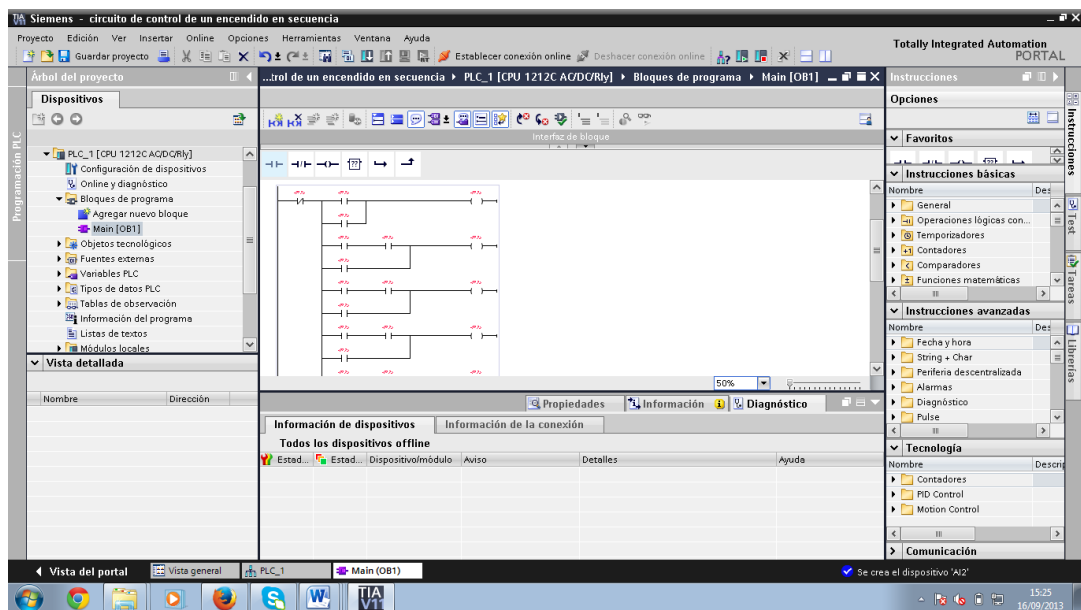 Siemens - circuito de control de un encendido en secuencia
Proyecto Edición Ver Insertar Online Opciones Herramientas Ventana Ayuda
Guardar proyecto
Establecer conexión online
Deshacer conexión online
Totally Integrated Automation
PORTAL
Árbol del proyecto
Dispositivos
Programación PLC
PLC_1 [CPU 1212C AC/DC/Rly]
Configuración de dispositivos
Online y diagnóstico
Bloques de programa
Agregar nuevo bloque
Main [OB1]
Objetos tecnológicos
Fuentes externas
Variables PLC
Tipos de datos PLC
Tablas de observación
Información del programa
Listas de textos
Módulos locales
Vista detallada
Nombre Dirección
...trol de un encendido en secuencia PLC_1 [CPU 1212C AC/DC/Rly] Bloques de programa Main [OB1]
Interfaz de bloque
50%
Propiedades Información Diagnóstico
Información de dispositivos Información de la conexión
Todos los dispositivos offline
Estad... Estad... Dispositivo/módulo Aviso Detalles Ayuda
Instrucciones
Opciones
Favoritos
Instrucciones básicas
Nombre Des
General
Operaciones lógicas con...
Temporizadores
Contadores
Comparadores
Funciones matemáticas
Instrucciones avanzadas
Nombre Des
Fecha y hora
String + Char
Periferia descentralizada
Alarmas
Diagnóstico
Pulse
Tecnología
Nombre Descrip
Contadores
PID Control
Motion Control
Comunicación
Instrucciones
Test
Tareas
Librerías
Vista del portal Vista general PLC_1 Main (OB1)
Se crea el dispositivo 'AI2'
TIA
V11
15:25
16/09/2013